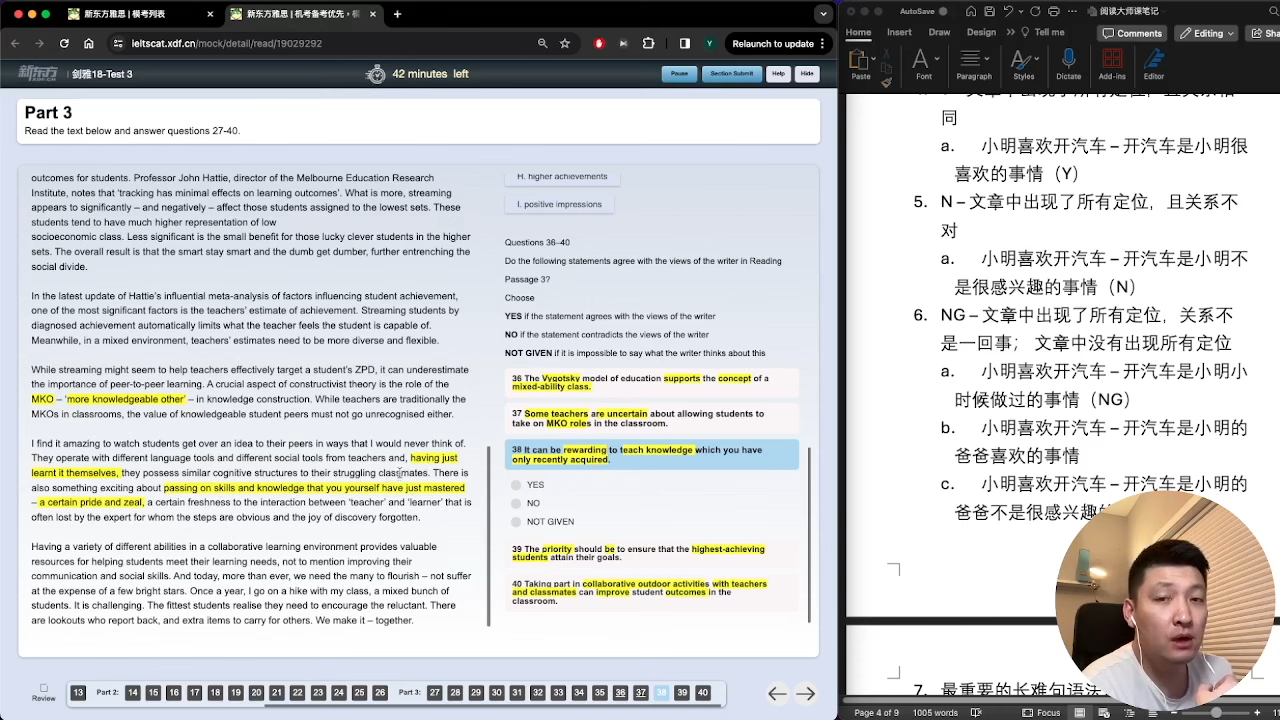 新东方雅思 | 模考列表
新东方雅思 | 机考模考优先 - 机
ieltscat.xdf.cn/mock/detail/read/19029292
Relaunch to update
新东方
剑雅18-Test 3
Pause
Section Submit
Help
Hide
Part 3
Read the text below and answer questions 27-40.
outcomes for students. Professor John Hattie, director of the Melbourne Education Research
Institute, notes that 'tracking has minimal effects on learning outcomes'. What is more, streaming
appears to significantly – and negatively – affect those students assigned to the lowest sets. These
students tend to have much higher representation of low
socioeconomic class. Less significant is the small benefit for those lucky clever students in the higher
sets. The overall result is that the smart stay smart and the dumb get dumber, further entrenching the
social divide.
In the latest update of Hattie's influential meta-analysis of factors influencing student achievement,
one of the most significant factors is the teachers' estimate of achievement. Streaming students by
diagnosed achievement automatically limits what the teacher feels the student is capable of.
Meanwhile, in a mixed environment, teachers' estimates need to be more diverse and flexible.
While streaming might seem to help teachers effectively target a student's ZPD, it can underestimate
the importance of peer-to-peer learning. A crucial aspect of constructivist theory is the role of the
MKO – 'more knowledgeable other' – in knowledge construction. While teachers are traditionally the
MKOs in classrooms, the value of knowledgeable student peers must not go unrecognised either.
I find it amazing to watch students get over an idea to their peers in ways that I would never think of.
They operate with different language tools and different social tools from teachers and, having just
learnt it themselves, they possess similar cognitive structures to their struggling classmates. There is
also something exciting about passing on skills and knowledge that you yourself have just mastered
– a certain pride and zeal, a certain freshness to the interaction between 'teacher' and 'learner' that is
often lost by the expert for whom the steps are obvious and the joy of discovery forgotten.
Having a variety of different abilities in a collaborative learning environment provides valuable
resources for helping students meet their learning needs, not to mention improving their
communication and social skills. And today, more than ever, we need the many to flourish – not suffer
at the expense of a few bright stars. Once a year, I go on a hike with my class, a mixed bunch of
students. It is challenging. The fittest students realise they need to encourage the reluctant. There
are lookouts who report back, and extra items to carry for others. We make it – together.
H. higher achievements
I. positive impressions
Questions 36–40
Do the following statements agree with the views of the writer in Reading
Passage 3?
Choose
YES if the statement agrees with the views of the writer
NO if the statement contradicts the views of the writer
NOT GIVEN if it is impossible to say what the writer thinks about this
36 The Vygotsky model of education supports the concept of a
mixed-ability class.
37 Some teachers are uncertain about allowing students to
take on MKO roles in the classroom.
38 It can be rewarding to teach knowledge which you have
only recently acquired.
YES
NO
NOT GIVEN
39 The priority should be to ensure that the highest-achieving
students attain their goals.
40 Taking part in collaborative outdoor activities with teachers
and classmates can improve student outcomes in the
classroom.
Review
13 Part 2: 14 15 16 17 18 19 20 21 22 23 24 25 26 Part 3: 27 28 29 30 31 32 33 34 35 36 37 38 39 40
AutoSave
阅读大师课笔记
Home Insert Draw Design Tell me
Comments
Editing
Paste
Font
Paragraph
Styles
Dictate
Add-ins
Editor
同
a. 小明喜欢开汽车 – 开汽车是小明很
喜欢的事情（Y）
5. N – 文章中出现了所有定位，且关系不
对
a. 小明喜欢开汽车 – 开汽车是小明不
是很感兴趣的事情（N）
6. NG – 文章中出现了所有定位，关系不
是一回事； 文章中没有出现所有定位
a. 小明喜欢开汽车 – 开汽车是小明小
时候做过的事情（NG）
b. 小明喜欢开汽车 – 开汽车是小明的
爸爸喜欢的事情
c. 小明喜欢开汽车 – 开汽车是小明的
爸爸不是很感兴趣的
7. 最重要的长难句语法
Page 4 of 9
1005 words
Focus